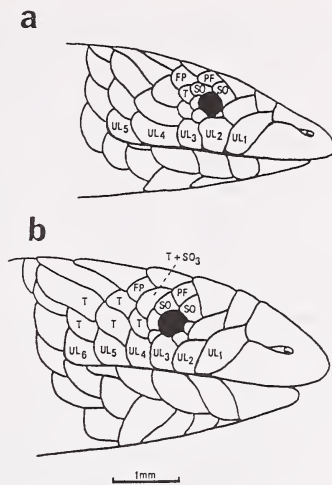 a
FP PF
T SO SO
UL5 UL4 UL3 UL2 UL1
b
T + SO3
FP PF
T T SO SO
T T T
UL6 UL5 UL4 UL3 UL2 UL1
1mm